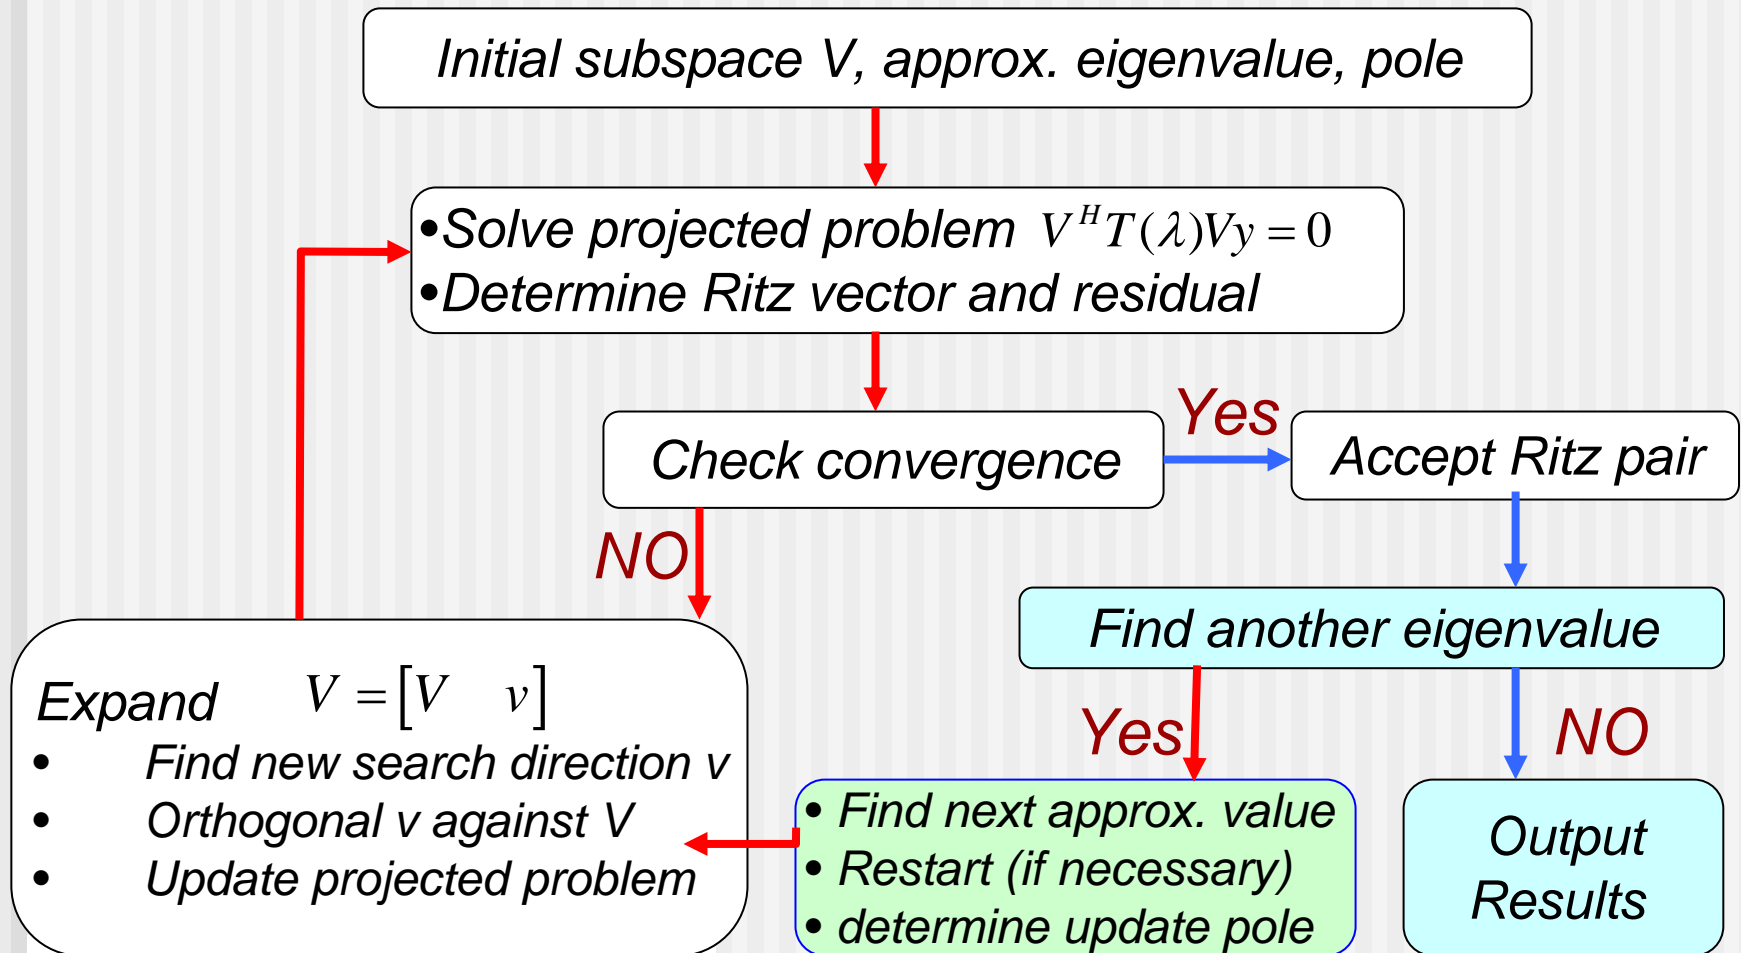 Initial subspace V, approx. eigenvalue, pole
•Solve projected problem V^H T(λ)Vy = 0
•Determine Ritz vector and residual
Check convergence
Yes
Accept Ritz pair
NO
Find another eigenvalue
Expand V = [V v]
• Find new search direction v
• Orthogonal v against V
• Update projected problem
Yes
NO
• Find next approx. value
• Restart (if necessary)
• determine update pole
Output
Results